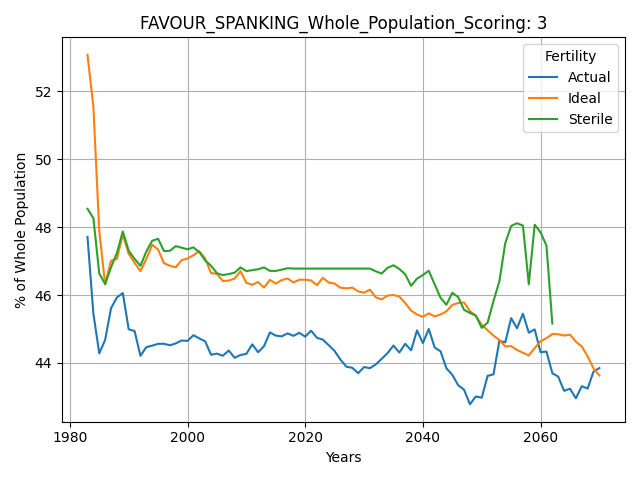 FAVOUR_SPANKING_Whole_Population_Scoring: 3
Fertility
Actual
Ideal
Sterile
% of Whole Population
52
50
48
46
44
1980
2000
2020
2040
2060
Years